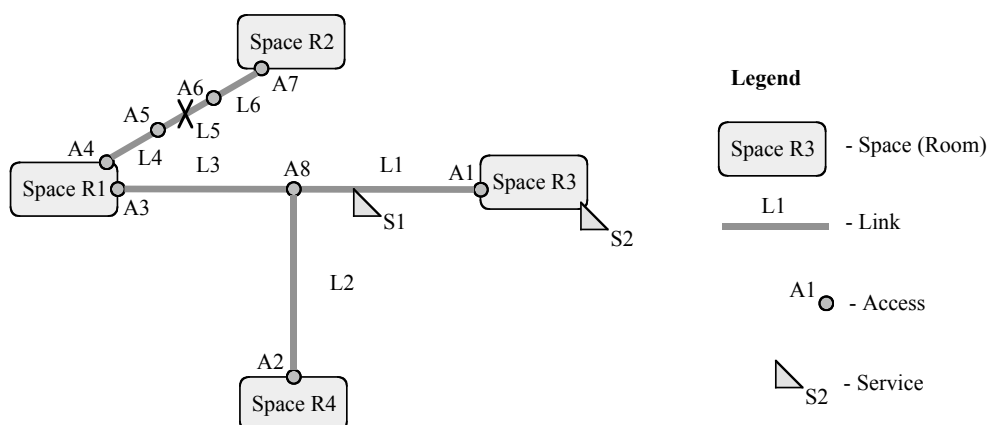 Space R2
A7
A6
L6
A5
L5
A4
L4
Space R1
A3
L3
A8
L1
A1
Space R3
S1
S2
L2
A2
Space R4
Legend
Space R3
- Space (Room)
L1
- Link
A1
- Access
S2
- Service